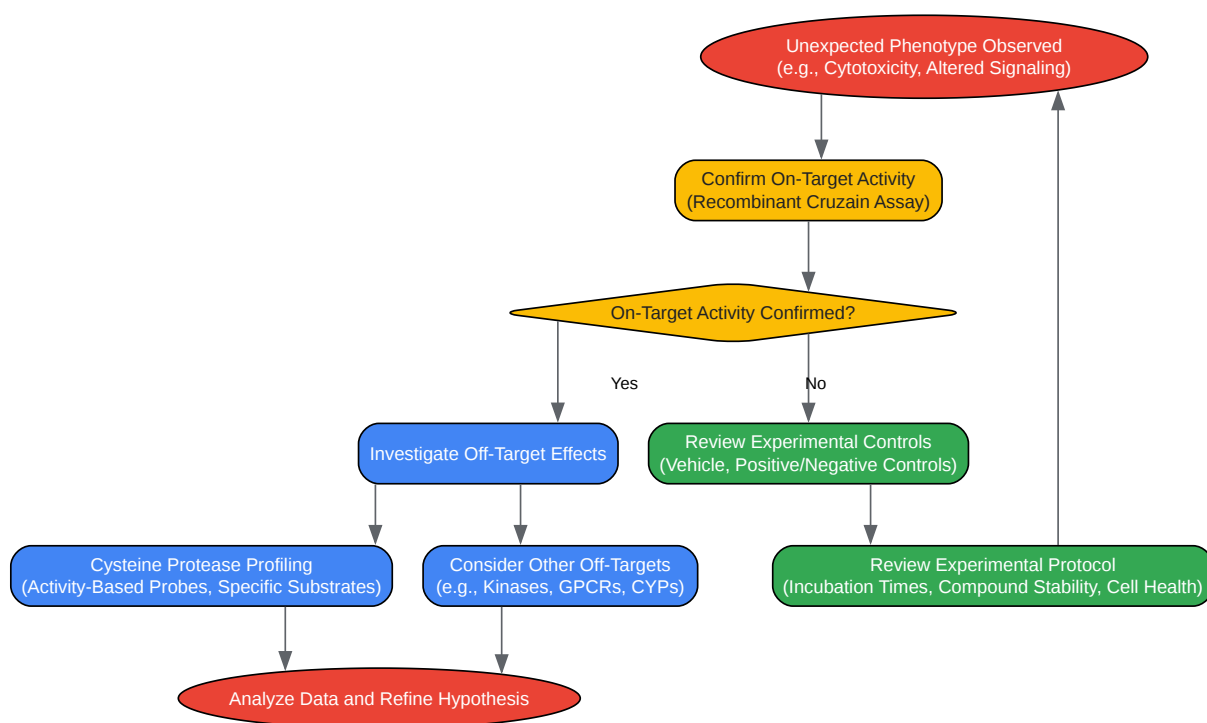 Unexpected Phenotype Observed
(e.g., Cytotoxicity, Altered Signaling)
Confirm On-Target Activity
(Recombinant Cruzain Assay)
On-Target Activity Confirmed?
Yes
No
Investigate Off-Target Effects
Review Experimental Controls
(Vehicle, Positive/Negative Controls)
Cysteine Protease Profiling
(Activity-Based Probes, Specific Substrates)
Consider Other Off-Targets
(e.g., Kinases, GPCRs, CYPs)
Review Experimental Protocol
(Incubation Times, Compound Stability, Cell Health)
Analyze Data and Refine Hypothesis